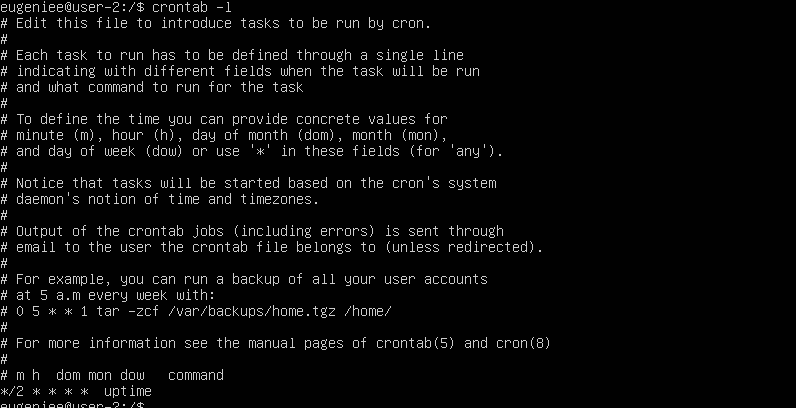 eugeniee@user-2:/$ crontab -l
# Edit this file to introduce tasks to be run by cron.
#
# Each task to run has to be defined through a single line
# indicating with different fields when the task will be run
# and what command to run for the task
#
# To define the time you can provide concrete values for
# minute (m), hour (h), day of month (dom), month (mon),
# and day of week (dow) or use '*' in these fields (for 'any').
#
# Notice that tasks will be started based on the cron's system
# daemon's notion of time and timezones.
#
# Output of the crontab jobs (including errors) is sent through
# email to the user the crontab file belongs to (unless redirected).
#
# For example, you can run a backup of all your user accounts
# at 5 a.m every week with:
# 0 5 * * 1 tar -zcf /var/backups/home.tgz /home/
#
# For more information see the manual pages of crontab(5) and cron(8)
#
# m h  dom mon dow   command
*/2 * * * *  uptime
eugeniee@user-2:/$